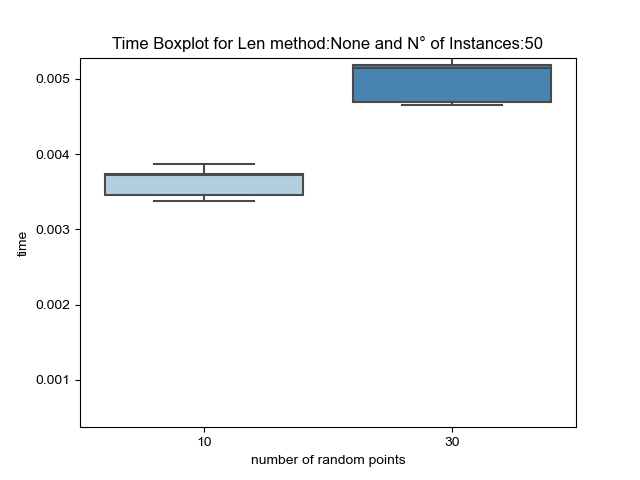 Time Boxplot for Len method:None and N° of Instances:50
0.005
0.004
0.003
0.002
0.001
time
10 30
number of random points